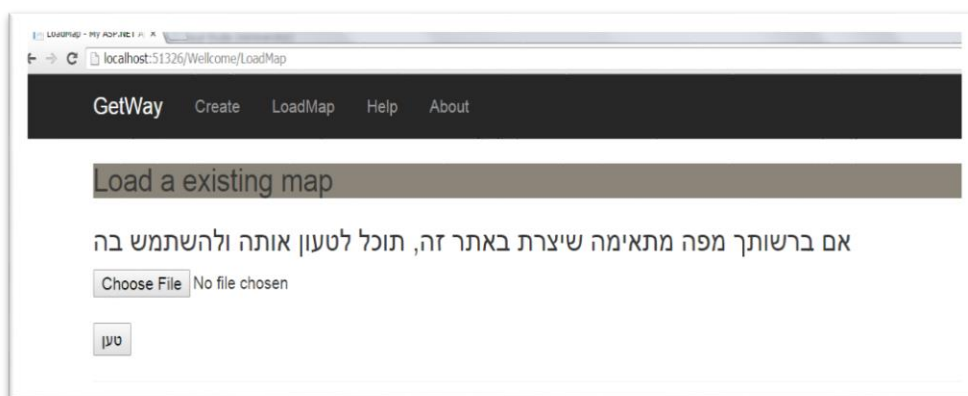 LoadMap - My ASP.NET A
localhost:51326/Wellcome/LoadMap
GetWay Create LoadMap Help About
Load a existing map
אם ברשותך מפה מתאימה שיצרת באתר זה, תוכל לטעון אותה ולהשתמש בה
Choose File No file chosen
טען